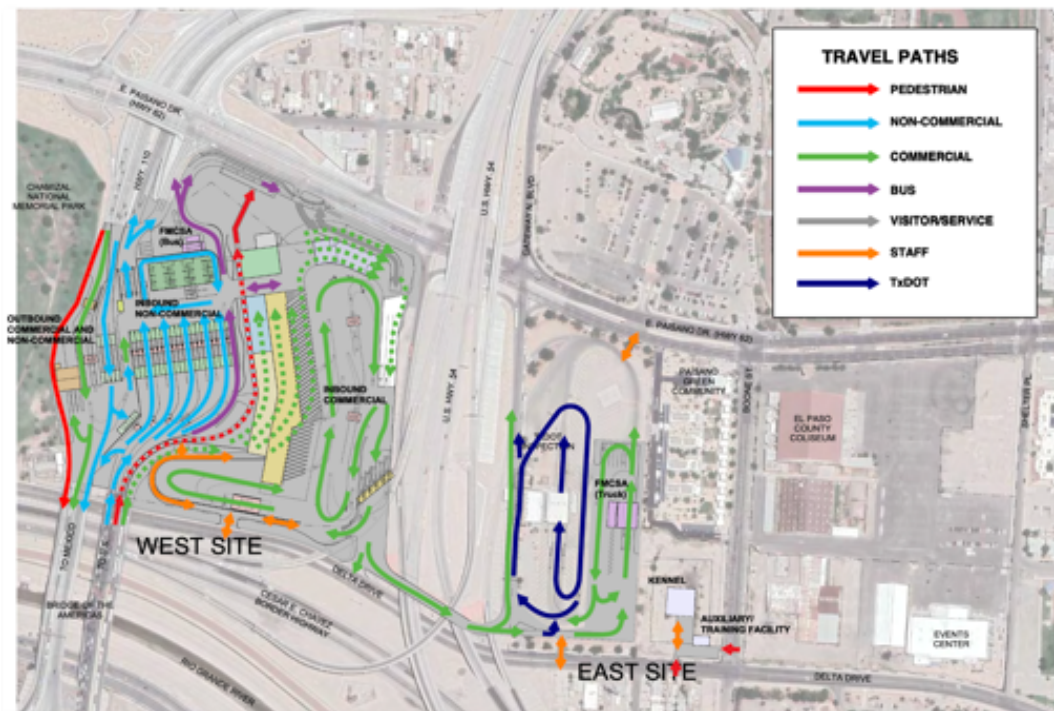 TRAVEL PATHS
PEDESTRIAN
NON-COMMERCIAL
COMMERCIAL
BUS
VISITOR/SERVICE
STAFF
TxDOT
E. PAISANO DR.
(HWY 62)
HWY. 110
CHAMIZAL
NATIONAL
MEMORIAL PARK
FMCSA
(Bus)
U.S. HWY. 54
GATEWAY N. BLVD
INBOUND
NON-COMMERCIAL
OUTBOUND
COMMERCIAL AND
NON-COMMERCIAL
INBOUND
COMMERCIAL
U.S. HWY. 54
E. PAISANO DR. (HWY 62)
PAISANO
GREEN
COMMUNITY
BOONE ST.
EL PASO
COUNTY
COLISEUM
SHELTER PL.
FMCSA
(Truck)
WEST SITE
TO MEXICO
TO U.S.
BRIDGE OF THE
AMERICAS
DELTA DRIVE
CESAR E. CHAVEZ
BORDER HIGHWAY
RIO GRANDE RIVER
KENNEL
AUXILIARY/
TRAINING FACILITY
EVENTS
CENTER
EAST SITE
DELTA DRIVE